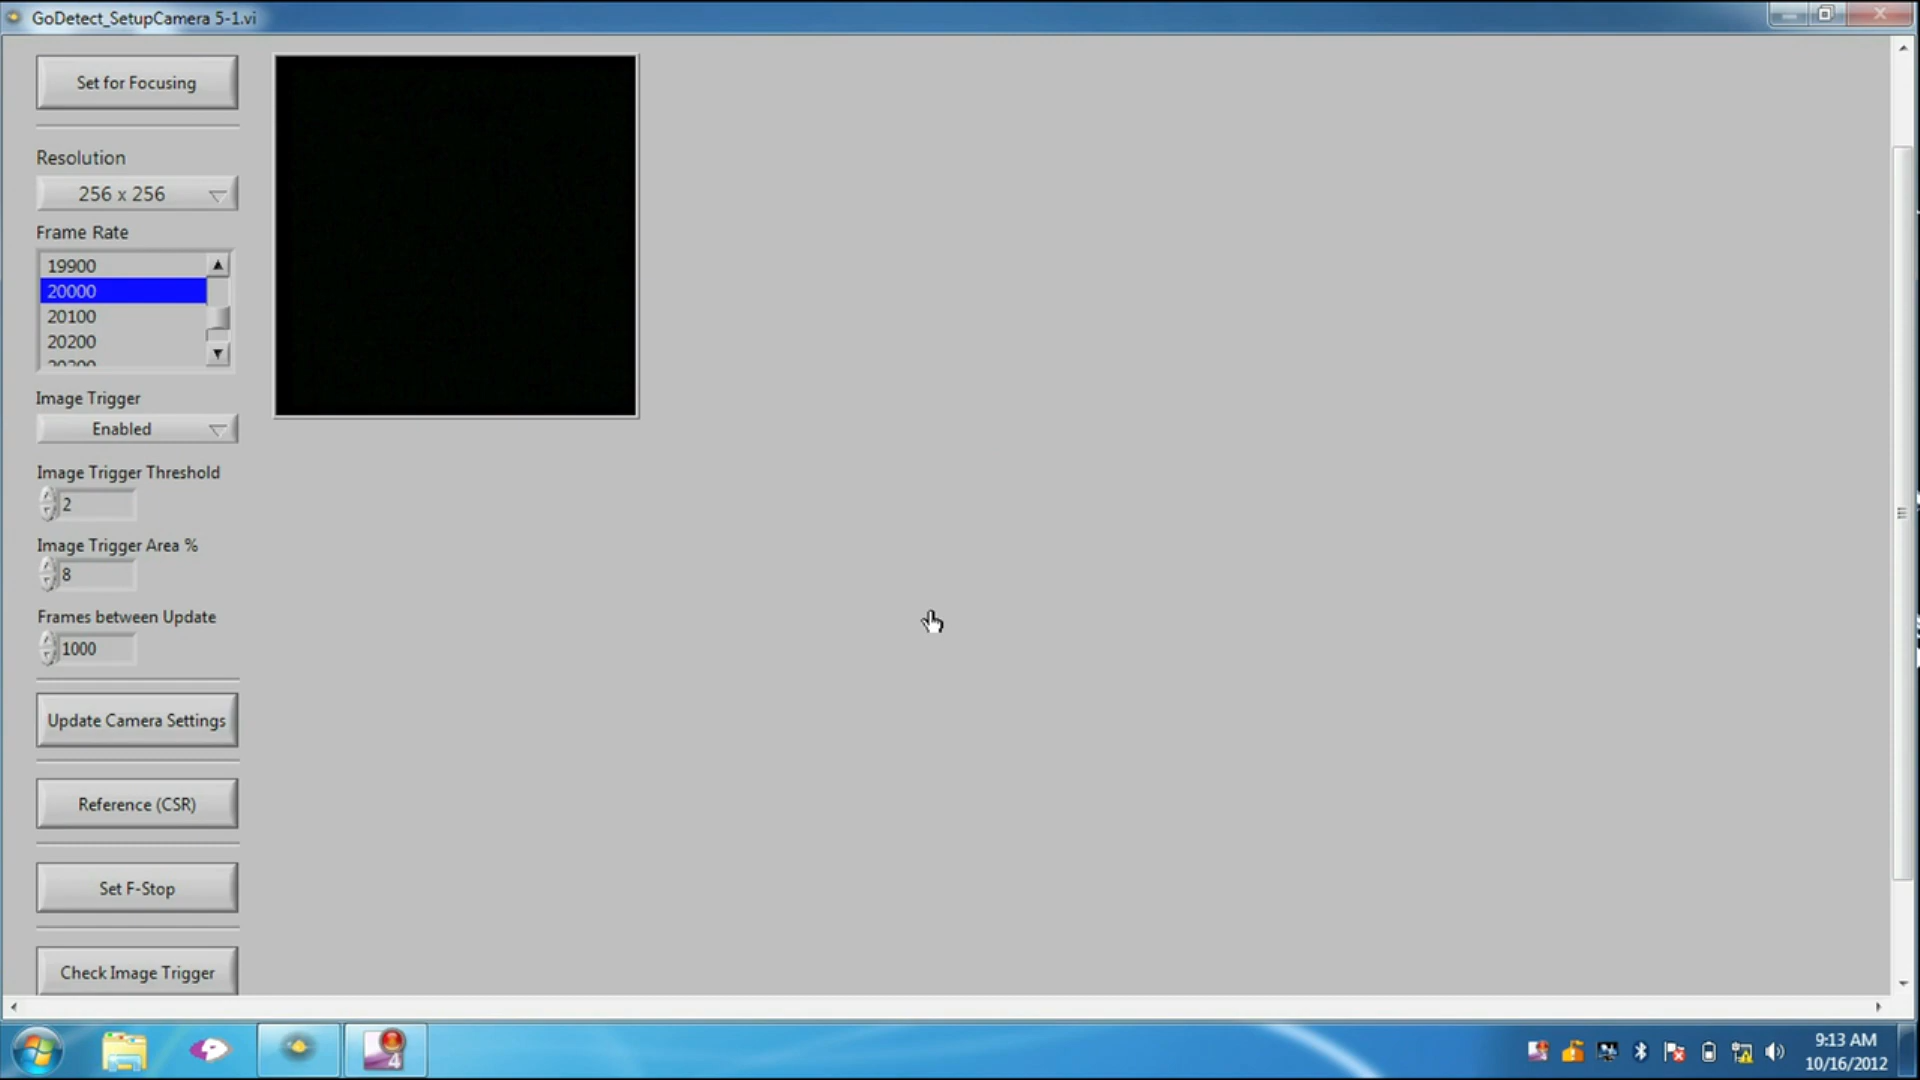 GoDetect_SetupCamera 5-1.vi
Set for Focusing
Resolution
256 x 256
Frame Rate
19900
20000
20100
20200
Image Trigger
Enabled
Image Trigger Threshold
2
Image Trigger Area %
8
Frames between Update
1000
Update Camera Settings
Reference (CSR)
Set F-Stop
Check Image Trigger
4
9:13 AM
10/16/2012